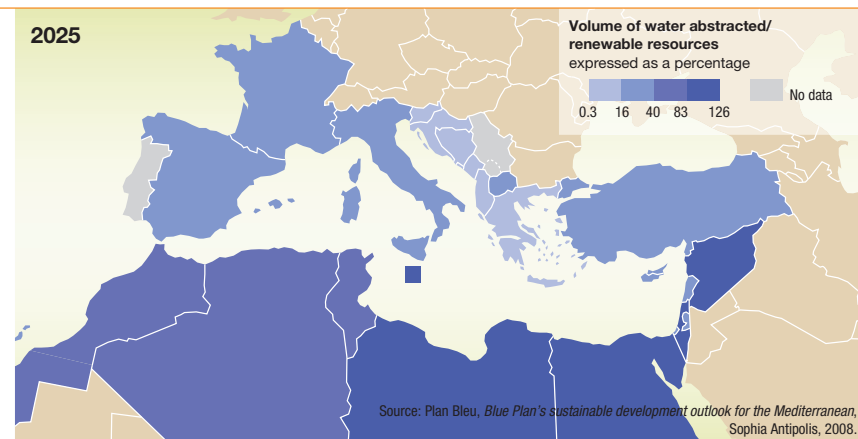 2025
Volume of water abstracted/
renewable resources
expressed as a percentage
0.3 16 40 83 126 No data
Source: Plan Bleu, Blue Plan's sustainable development outlook for the Mediterranean,
Sophia Antipolis, 2008.